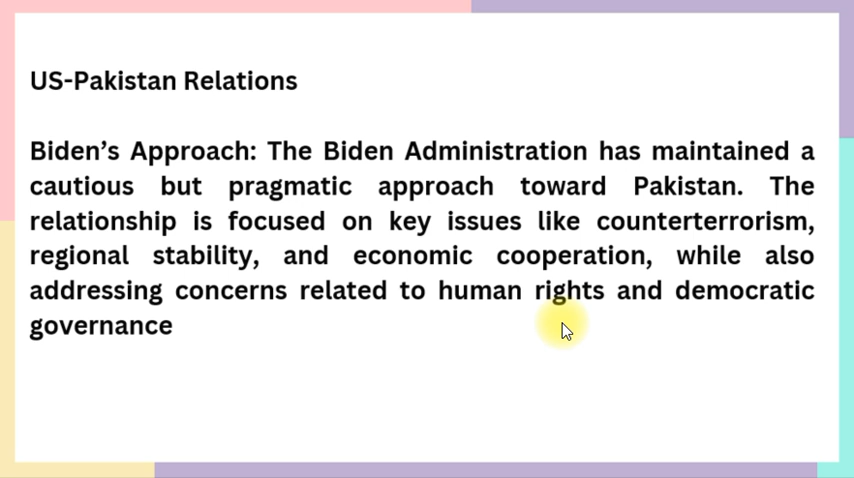 US-Pakistan Relations
Biden’s Approach: The Biden Administration has maintained a
cautious but pragmatic approach toward Pakistan. The
relationship is focused on key issues like counterterrorism,
regional stability, and economic cooperation, while also
addressing concerns related to human rights and democratic
governance